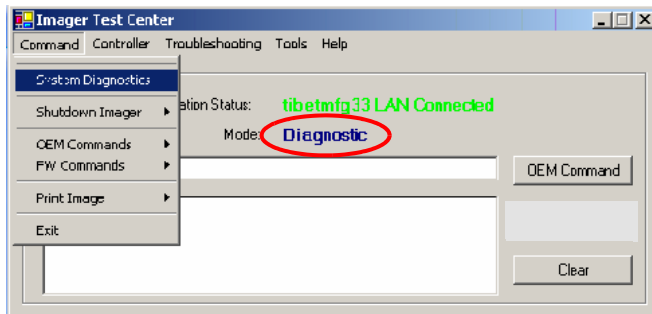 Imager Test Center
Command Controller Troubleshooting Tools Help
System Diagnostics
Shutdown Imager
OEM Commands
FW Commands
Print Image
Exit
ation Status: tibetmfg33 LAN Connected
Mode: Diagnostic
OEM Command
Clear